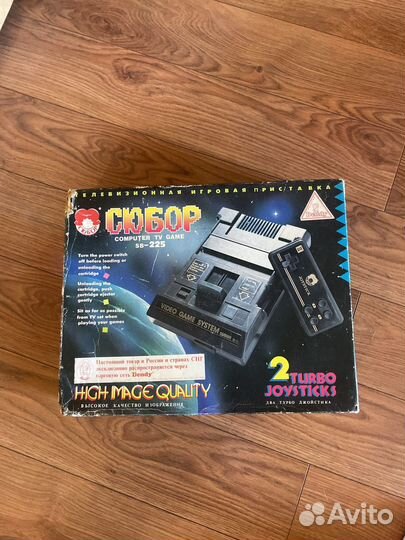 ТЕЛЕВИЗИОННАЯ ИГРОВАЯ ПРИСТАВКА
СЮБОР
COMPUTER TV GAME
SB-225
Turn the power switch
off before loading or
unloading the
cartridge
Unloading the
cartridge, push
cartridge ejector
gently
Sit as far as possible
from TV set when
playing your games
VIDEO GAME SYSTEM
Настоящий товар в России и странах СНГ
эксклюзивно распространяется через
торговую сеть Dendy
HIGH IMAGE QUALITY
ВЫСОКОЕ КАЧЕСТВО ИЗОБРАЖЕНИЯ
2 TURBO
JOYSTICKS
ДВА ТУРБО ДЖОЙСТИКА
Avito